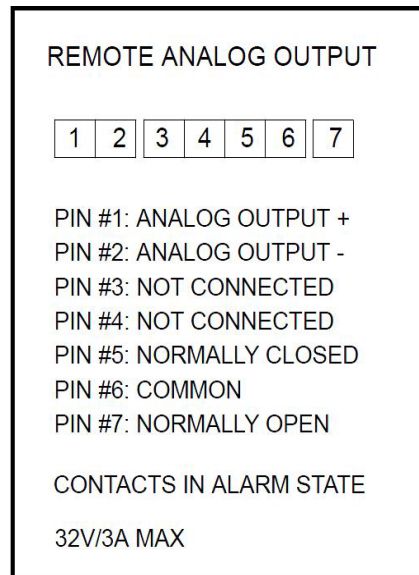 REMOTE ANALOG OUTPUT
1 2 3 4 5 6 7
PIN #1: ANALOG OUTPUT +
PIN #2: ANALOG OUTPUT -
PIN #3: NOT CONNECTED
PIN #4: NOT CONNECTED
PIN #5: NORMALLY CLOSED
PIN #6: COMMON
PIN #7: NORMALLY OPEN
CONTACTS IN ALARM STATE
32V/3A MAX